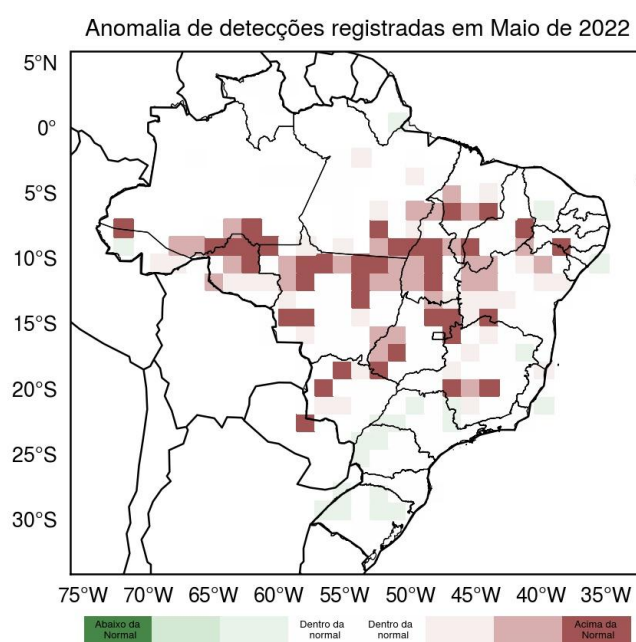 Anomalia de detecções registradas em Maio de 2022
5°N
0°
5°S
10°S
15°S
20°S
25°S
30°S
75°W 70°W 65°W 60°W 55°W 50°W 45°W 40°W 35°W
Abaixo da Normal
Dentro da normal
Dentro da normal
Acima da Normal